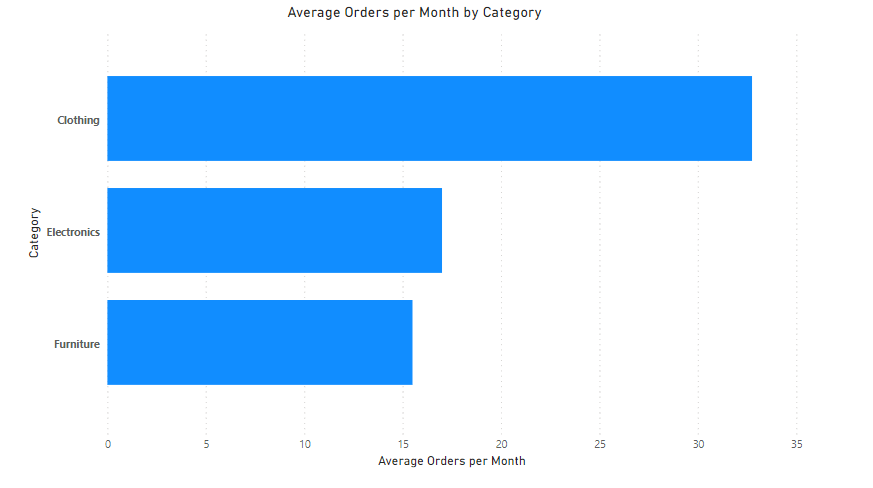 Average Orders per Month by Category
Category
Clothing
Electronics
Furniture
0 5 10 15 20 25 30 35
Average Orders per Month